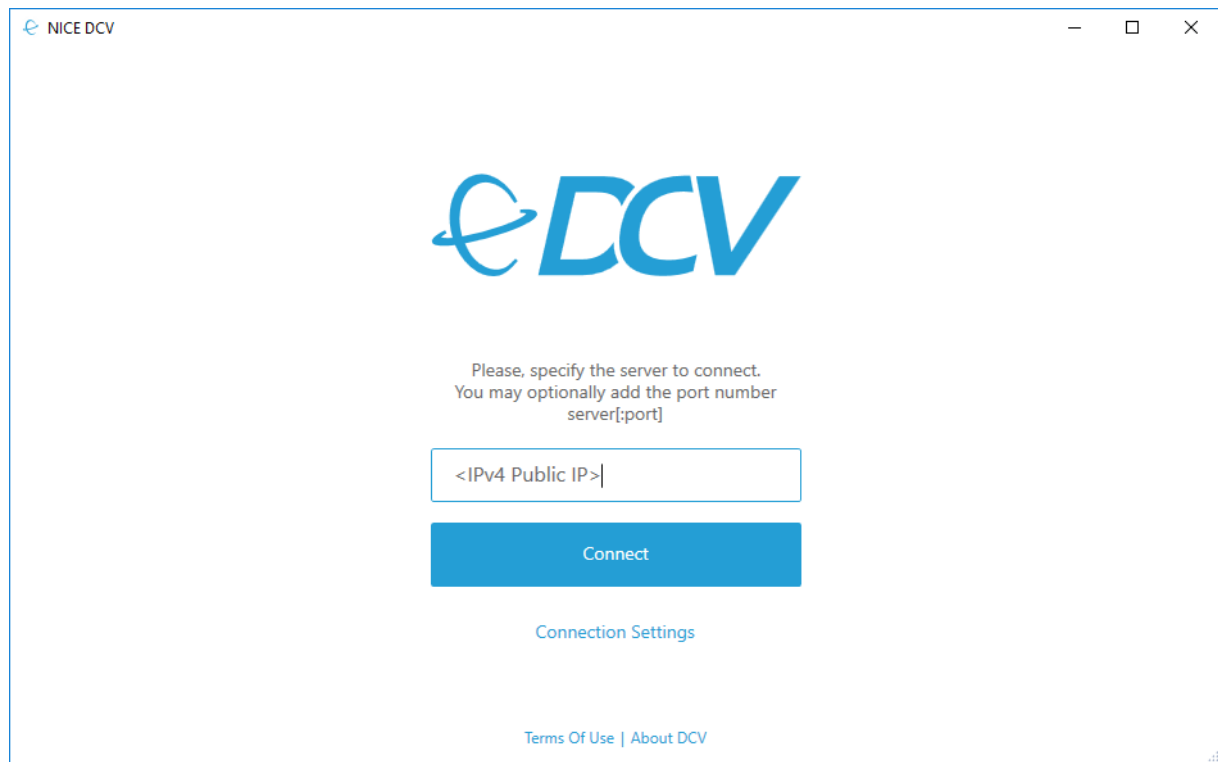 NICE DCV
DCV
Please, specify the server to connect.
You may optionally add the port number
server[:port]
<IPv4 Public IP>
Connect
Connection Settings
Terms Of Use | About DCV